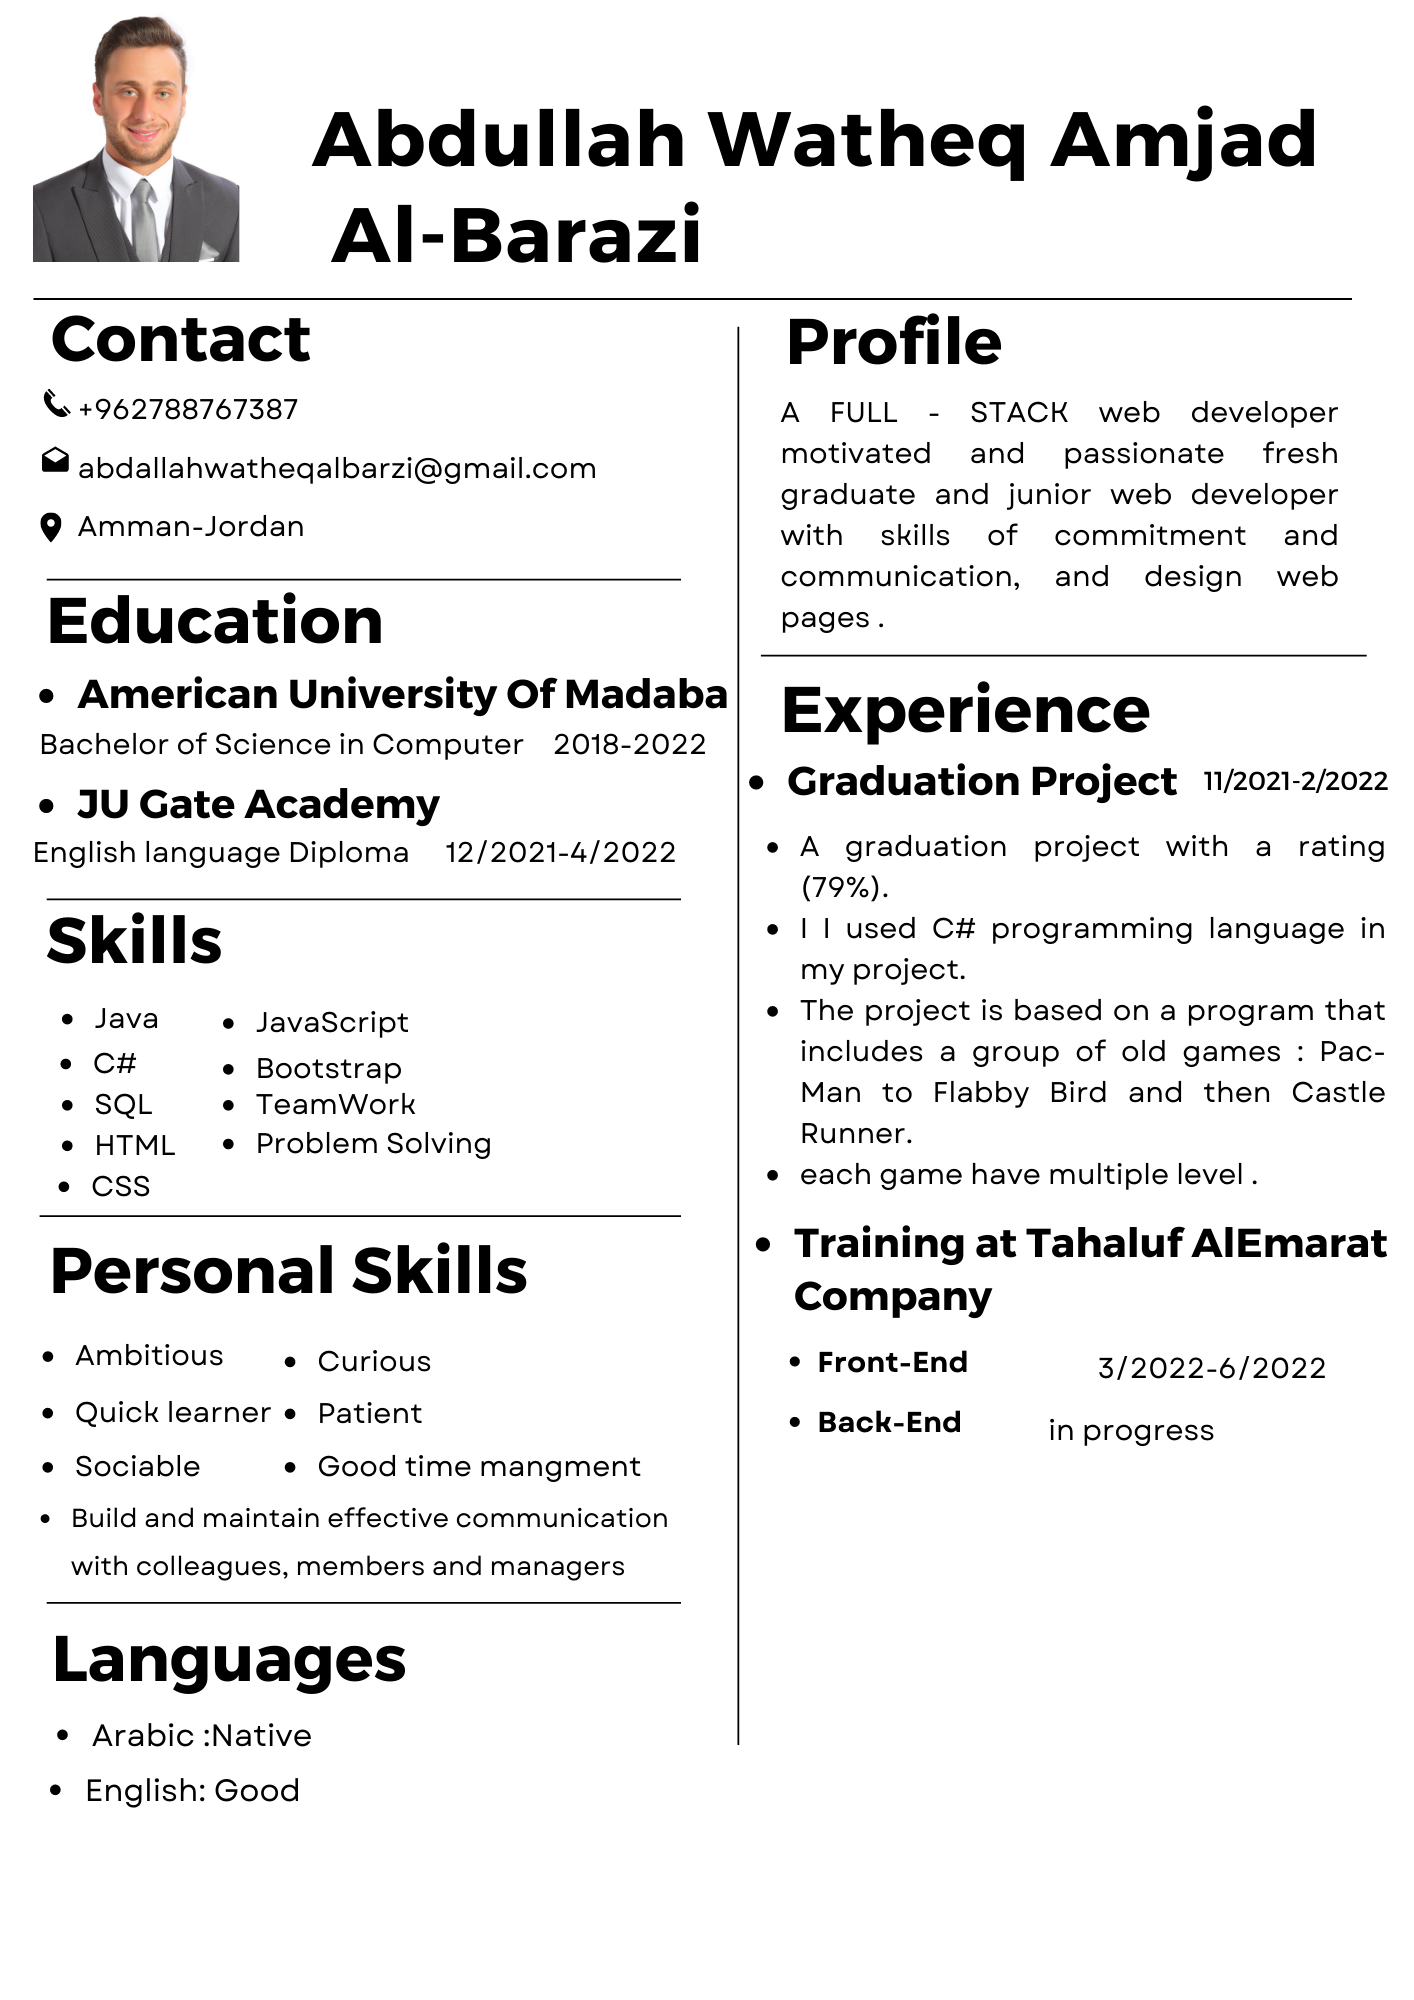 Abdullah Watheq Amjad
Al-Barazi
Contact
+962788767387
abdallahwatheqalbarzi@gmail.com
Amman-Jordan
Education
American University Of Madaba
Bachelor of Science in Computer 2018-2022
JU Gate Academy
English language Diploma 12/2021-4/2022
Skills
Java
C#
SQL
HTML
CSS
JavaScript
Bootstrap
TeamWork
Problem Solving
Personal Skills
Ambitious
Quick learner
Sociable
Curious
Patient
Good time mangment
Build and maintain effective communication
with colleagues, members and managers
Languages
Arabic :Native
English: Good
Profile
A FULL - STACK web developer
motivated and passionate fresh
graduate and junior web developer
with skills of commitment and
communication, and design web
pages .
Experience
Graduation Project 11/2021-2/2022
A graduation project with a rating
(79%).
I I used C# programming language in
my project.
The project is based on a program that
includes a group of old games : Pac-
Man to Flabby Bird and then Castle
Runner.
each game have multiple level .
Training at Tahaluf AlEmarat
Company
Front-End 3/2022-6/2022
Back-End in progress